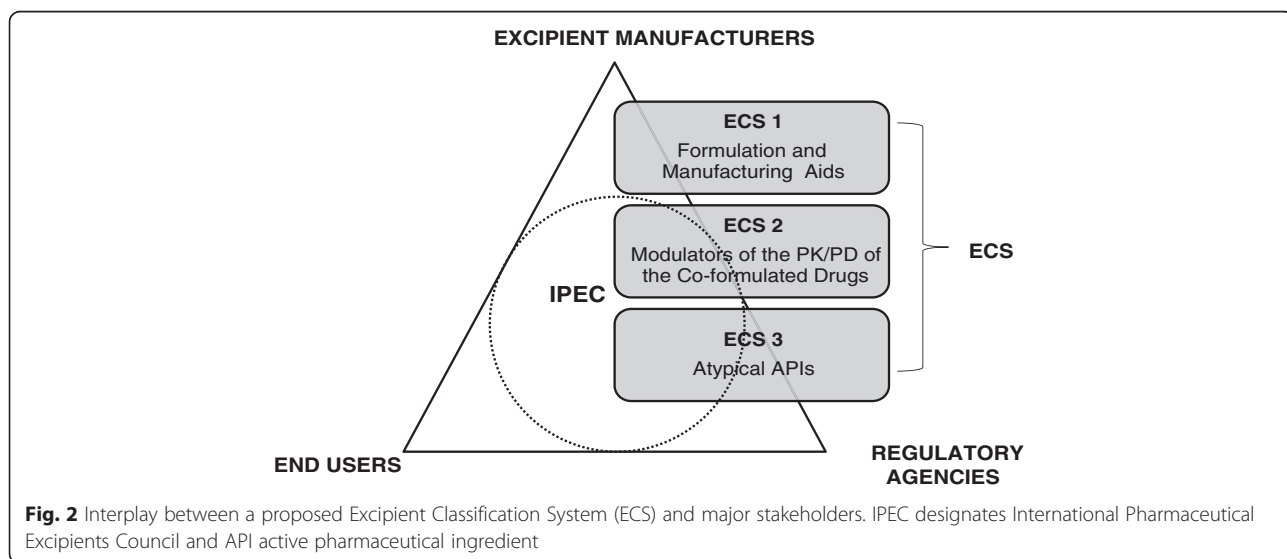 EXCIPIENT MANUFACTURERS
ECS 1
Formulation and
Manufacturing Aids
ECS 2
Modulators of the PK/PD of
the Co-formulated Drugs
ECS
IPEC
ECS 3
Atypical APIs
END USERS
REGULATORY
AGENCIES
Fig. 2 Interplay between a proposed Excipient Classification System (ECS) and major stakeholders. IPEC designates International Pharmaceutical
Excipients Council and API active pharmaceutical ingredient